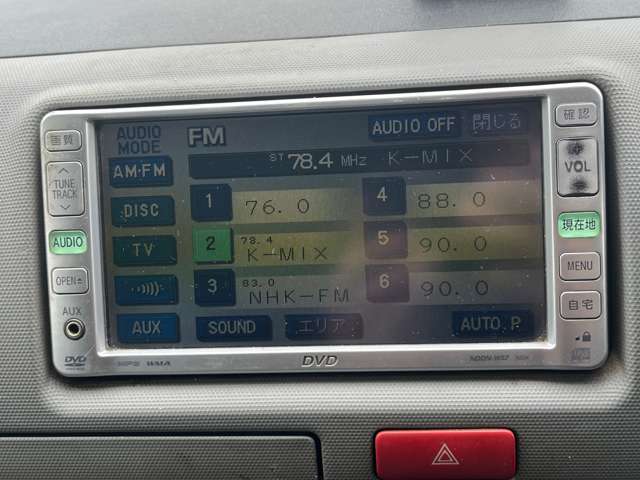 画質
TUNE
TRACK
AUDIO
OPEN
AUX
AUDIO
MODE
FM
AUDIO OFF
閉じる
ST 78.4 MHz K-MIX
AM·FM
DISC
TV
AUX
1 76.0
2 78.4 K-MIX
3 83.0 NHK-FM
4 88.0
5 90.0
6 90.0
SOUND
エリア
AUTO.P
確認
VOL
現在地
MENU
自宅
DVD
MP3 WMA
DVD
NDDN-W57